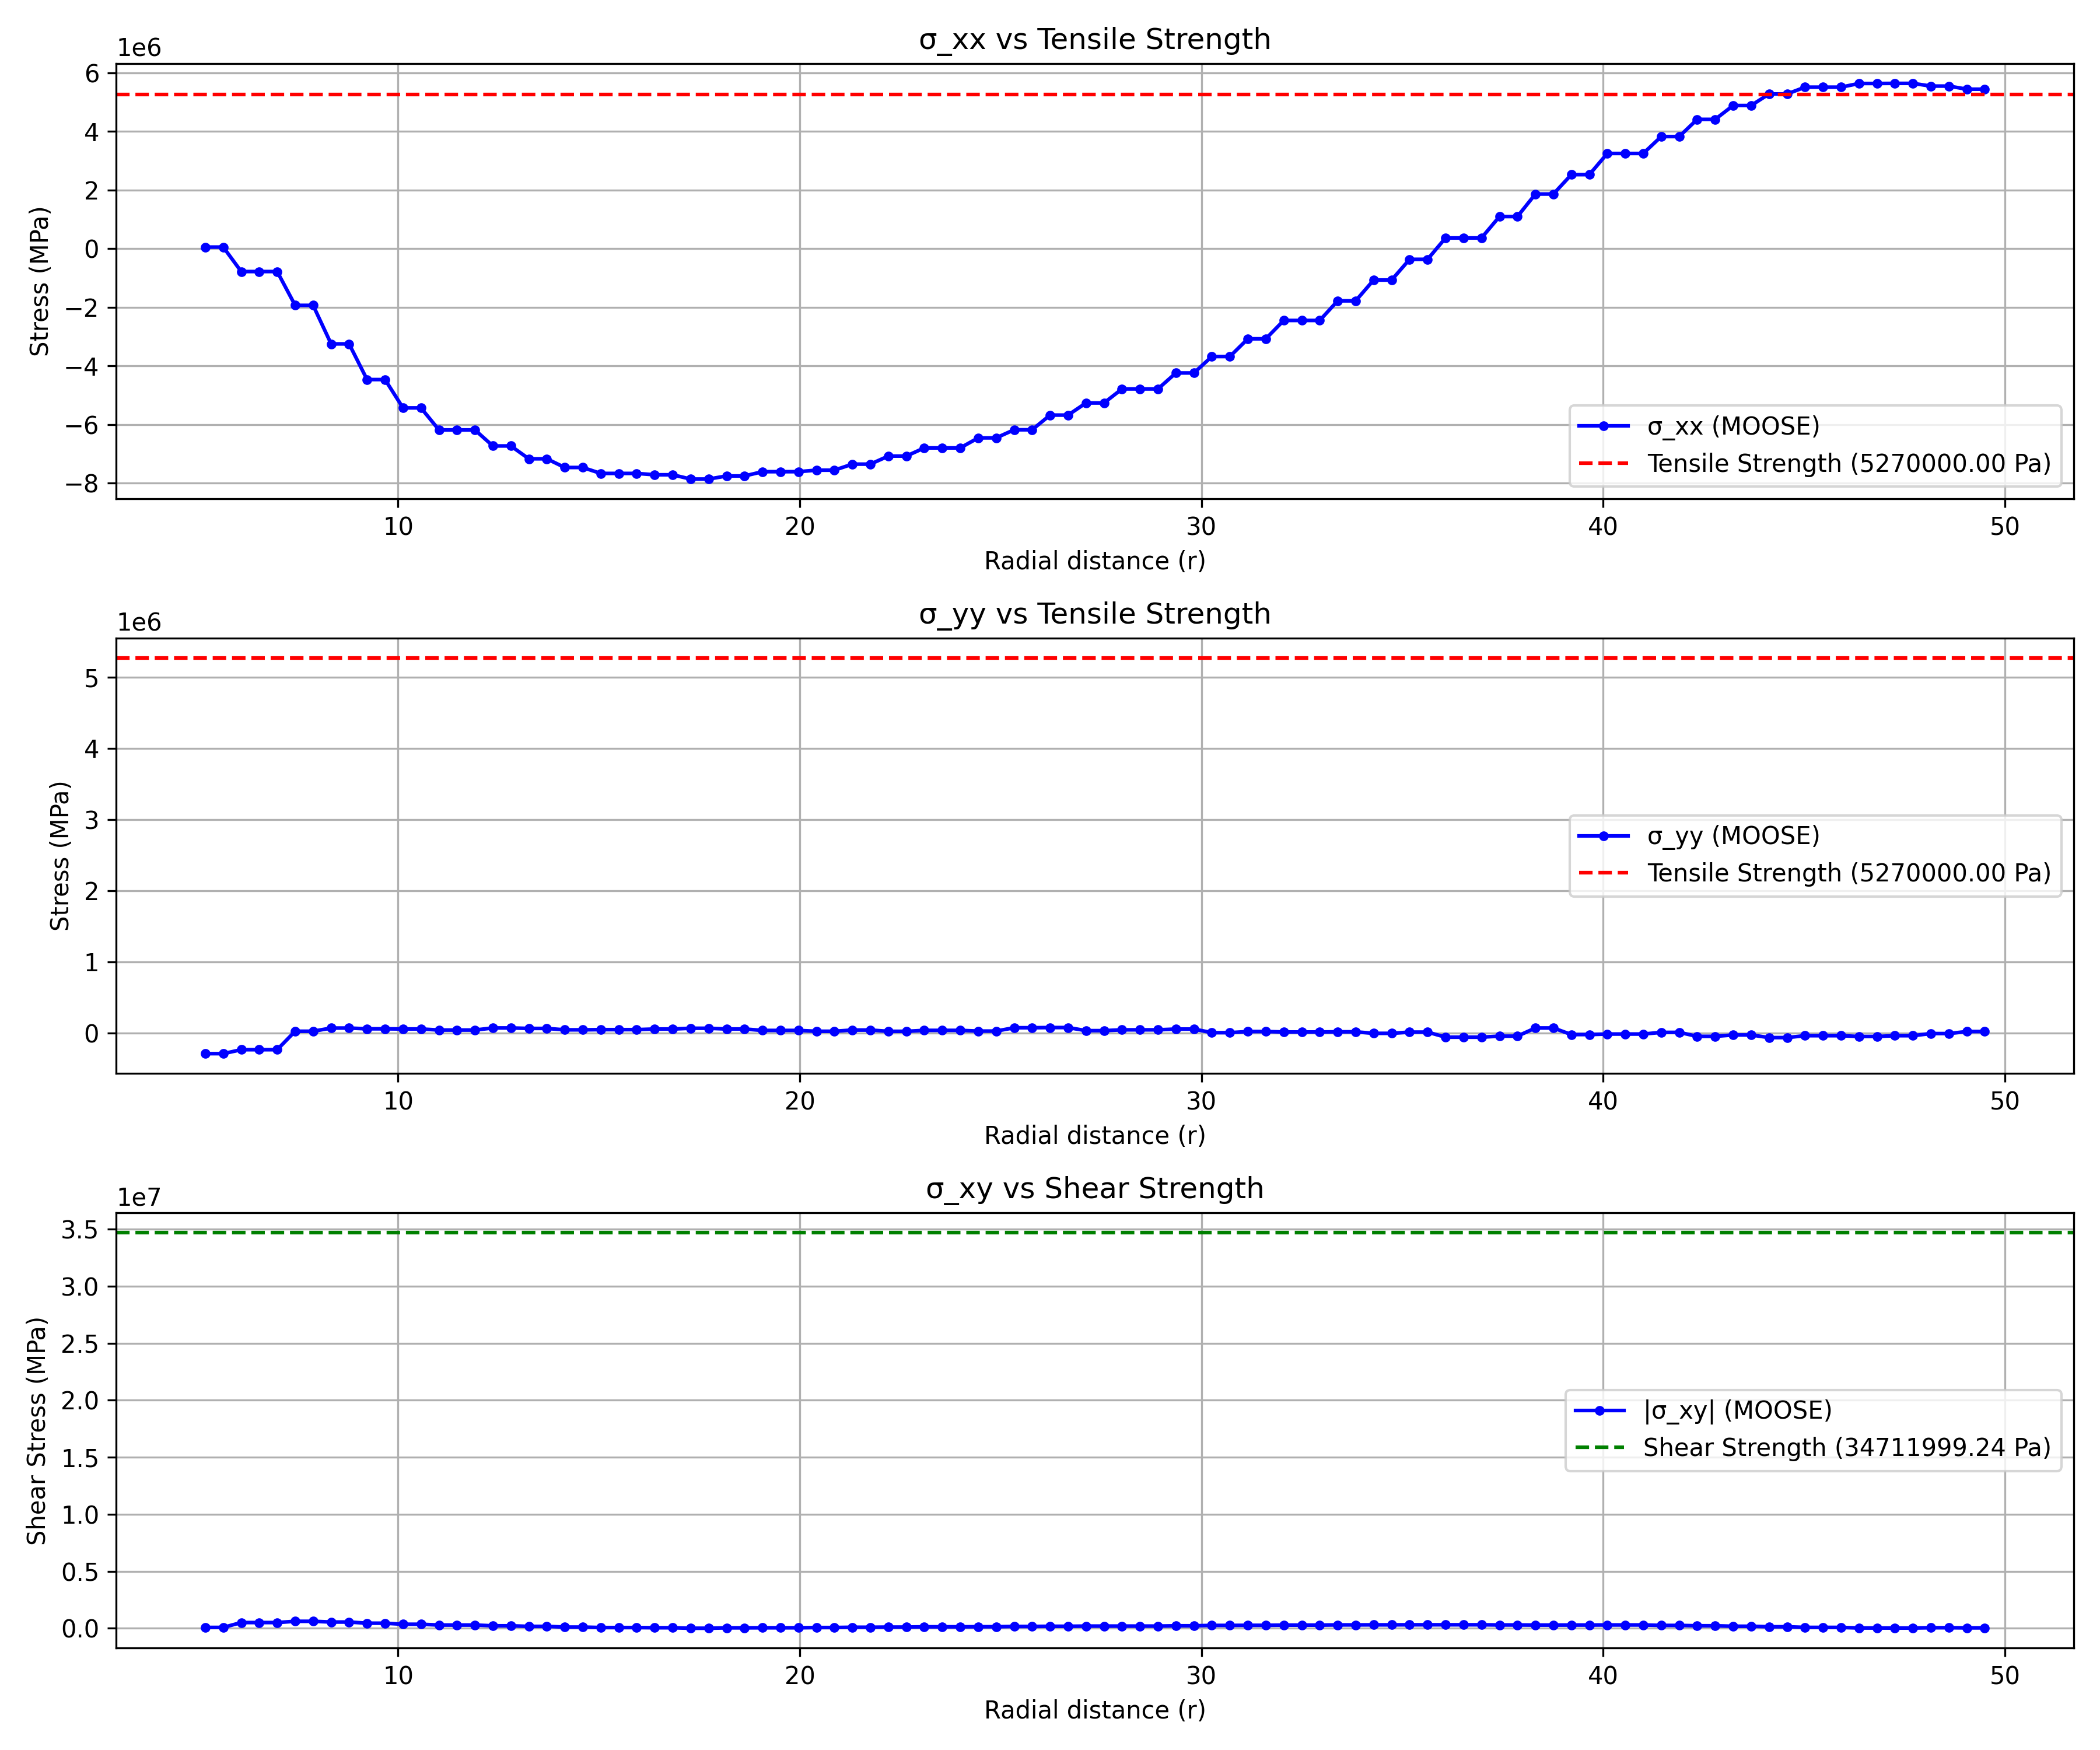 σ_xx vs Tensile Strength
1e6
6
4
2
0
−2
−4
−6
−8
Stress (MPa)
σ_xx (MOOSE)
Tensile Strength (5270000.00 Pa)
10 20 30 40 50
Radial distance (r)
σ_yy vs Tensile Strength
1e6
5
4
3
2
1
0
Stress (MPa)
σ_yy (MOOSE)
Tensile Strength (5270000.00 Pa)
10 20 30 40 50
Radial distance (r)
σ_xy vs Shear Strength
1e7
3.5
3.0
2.5
2.0
1.5
1.0
0.5
0.0
Shear Stress (MPa)
|σ_xy| (MOOSE)
Shear Strength (34711999.24 Pa)
10 20 30 40 50
Radial distance (r)